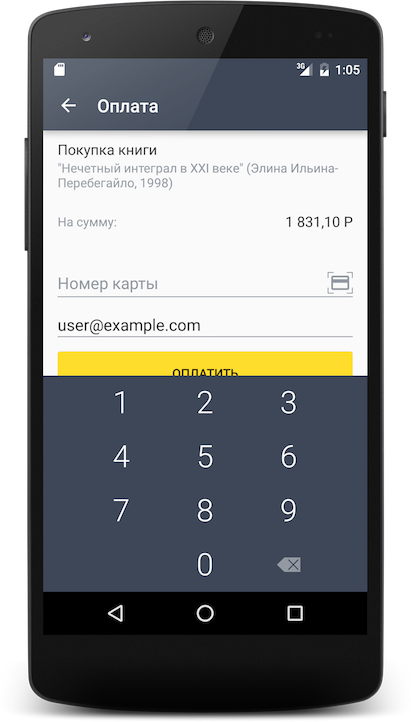 3G 1:05
Оплата
Покупка книги
"Нечетный интеграл в XXI веке" (Элина Ильина-
Перебегайло, 1998)
На сумму: 1 831,10 Р
Номер карты
user@example.com
ОПЛАТИТЬ
1 2 3
4 5 6
7 8 9
0